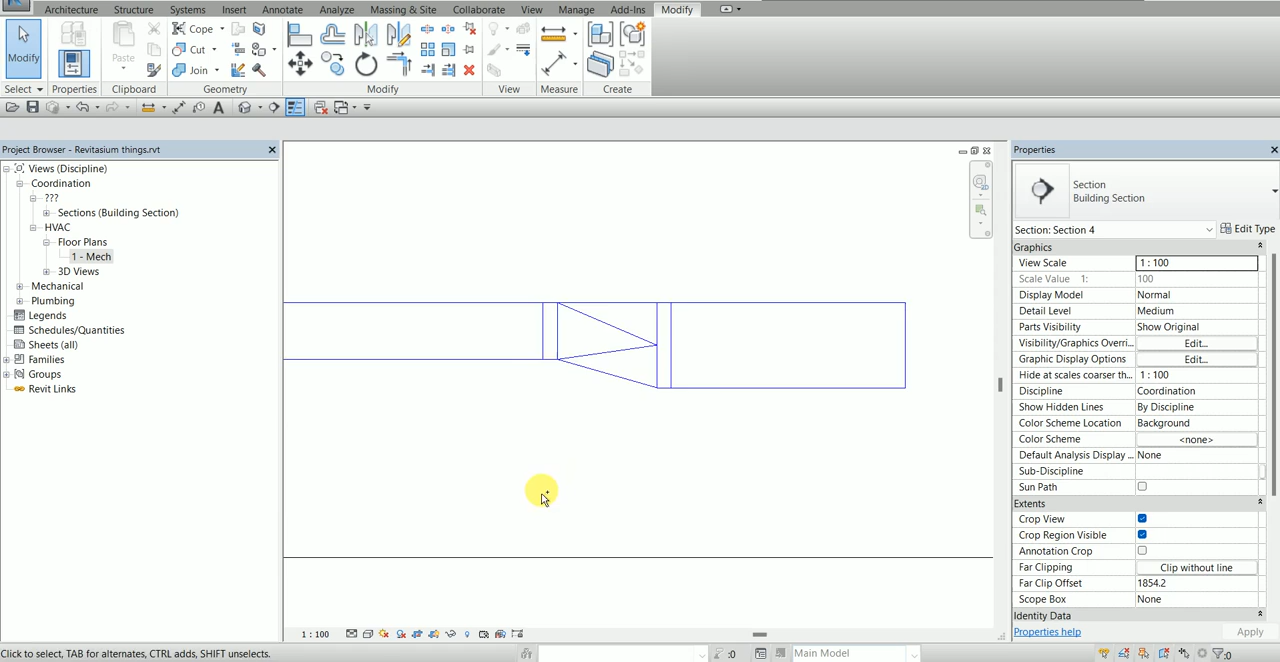 Architecture Structure Systems Insert Annotate Analyze Massing & Site Collaborate View Manage Add-Ins Modify
Modify
Paste
Cope
Cut
Join
Select Properties Clipboard Geometry Modify View Measure Create
Project Browser - Revitasium things.rvt
Views (Discipline)
Coordination
???
Sections (Building Section)
HVAC
Floor Plans
1 - Mech
3D Views
Mechanical
Plumbing
Legends
Schedules/Quantities
Sheets (all)
Families
Groups
Revit Links
Properties
Section
Building Section
Section: Section 4 Edit Type
Graphics
View Scale 1 : 100
Scale Value 1: 100
Display Model Normal
Detail Level Medium
Parts Visibility Show Original
Visibility/Graphics Overri... Edit...
Graphic Display Options Edit...
Hide at scales coarser th... 1 : 100
Discipline Coordination
Show Hidden Lines By Discipline
Color Scheme Location Background
Color Scheme <none>
Default Analysis Display ... None
Sub-Discipline
Sun Path
Extents
Crop View
Crop Region Visible
Annotation Crop
Far Clipping Clip without line
Far Clip Offset 1854.2
Scope Box None
Identity Data
Properties help Apply
1 : 100
Click to select, TAB for alternates, CTRL adds, SHIFT unselects. :0 Main Model :0